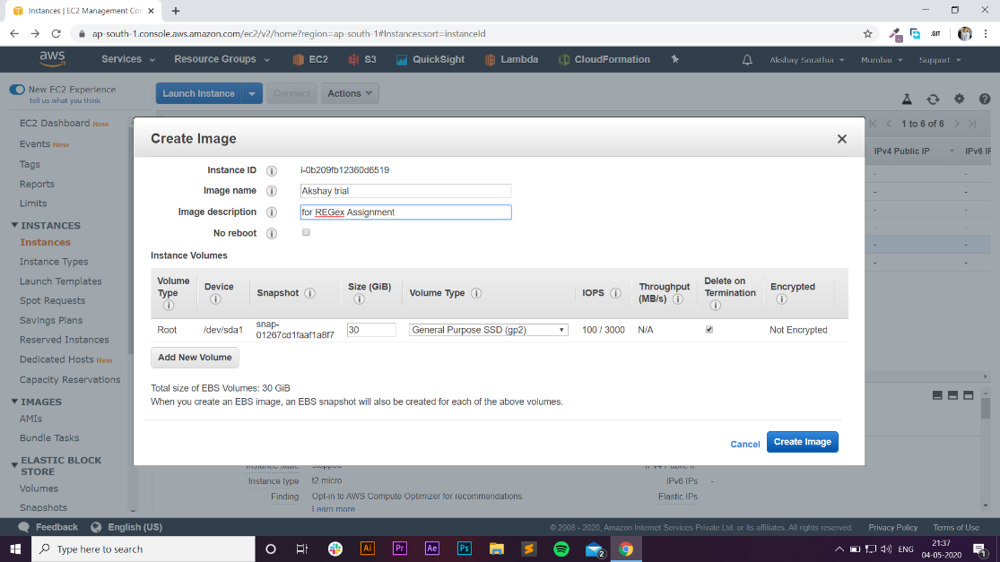 Instances | EC2 Management Con
ap-south-1.console.aws.amazon.com/ec2/v2/home?region=ap-south-1#Instances:sort=instanceId
.GIT
aws Services Resource Groups EC2 S3 QuickSight Lambda CloudFormation Akshay Sorathia Mumbai Support
New EC2 Experience
Tell us what you think
Launch Instance Connect Actions
EC2 Dashboard New
Events New
Tags
Reports
Limits
INSTANCES
Instances
Instance Types
Launch Templates
Spot Requests
Savings Plans
Reserved Instances
Dedicated Hosts New
Capacity Reservations
IMAGES
AMIs
Bundle Tasks
ELASTIC BLOCK
STORE
Volumes
Snapshots
1 to 6 of 6
IPv4 Public IP IPv6 I
Create Image
Instance ID i-0b209fb12360d6519
Image name Akshay trial
Image description for REGex Assignment
No reboot
Instance Volumes
Volume Type Device Snapshot Size (GiB) Volume Type IOPS Throughput (MB/s) Delete on Termination Encrypted
Root /dev/sda1 snap-01267cd1faaf1a8f7 30 General Purpose SSD (gp2) 100 / 3000 N/A Not Encrypted
Add New Volume
Total size of EBS Volumes: 30 GiB
When you create an EBS image, an EBS snapshot will also be created for each of the above volumes.
Cancel Create Image
Instance state stopped IPv4 Public IP
Instance type t2 micro IPv6 IPs -
Finding Opt-in to AWS Compute Optimizer for recommendations. Elastic IPs
Learn more
Feedback English (US) © 2008 - 2020, Amazon Internet Services Private Ltd. or its affiliates. All rights reserved. Privacy Policy Terms of Use
Type here to search
Ai Pr Ae Ps 2
ENG
21:37
04-05-2020
1